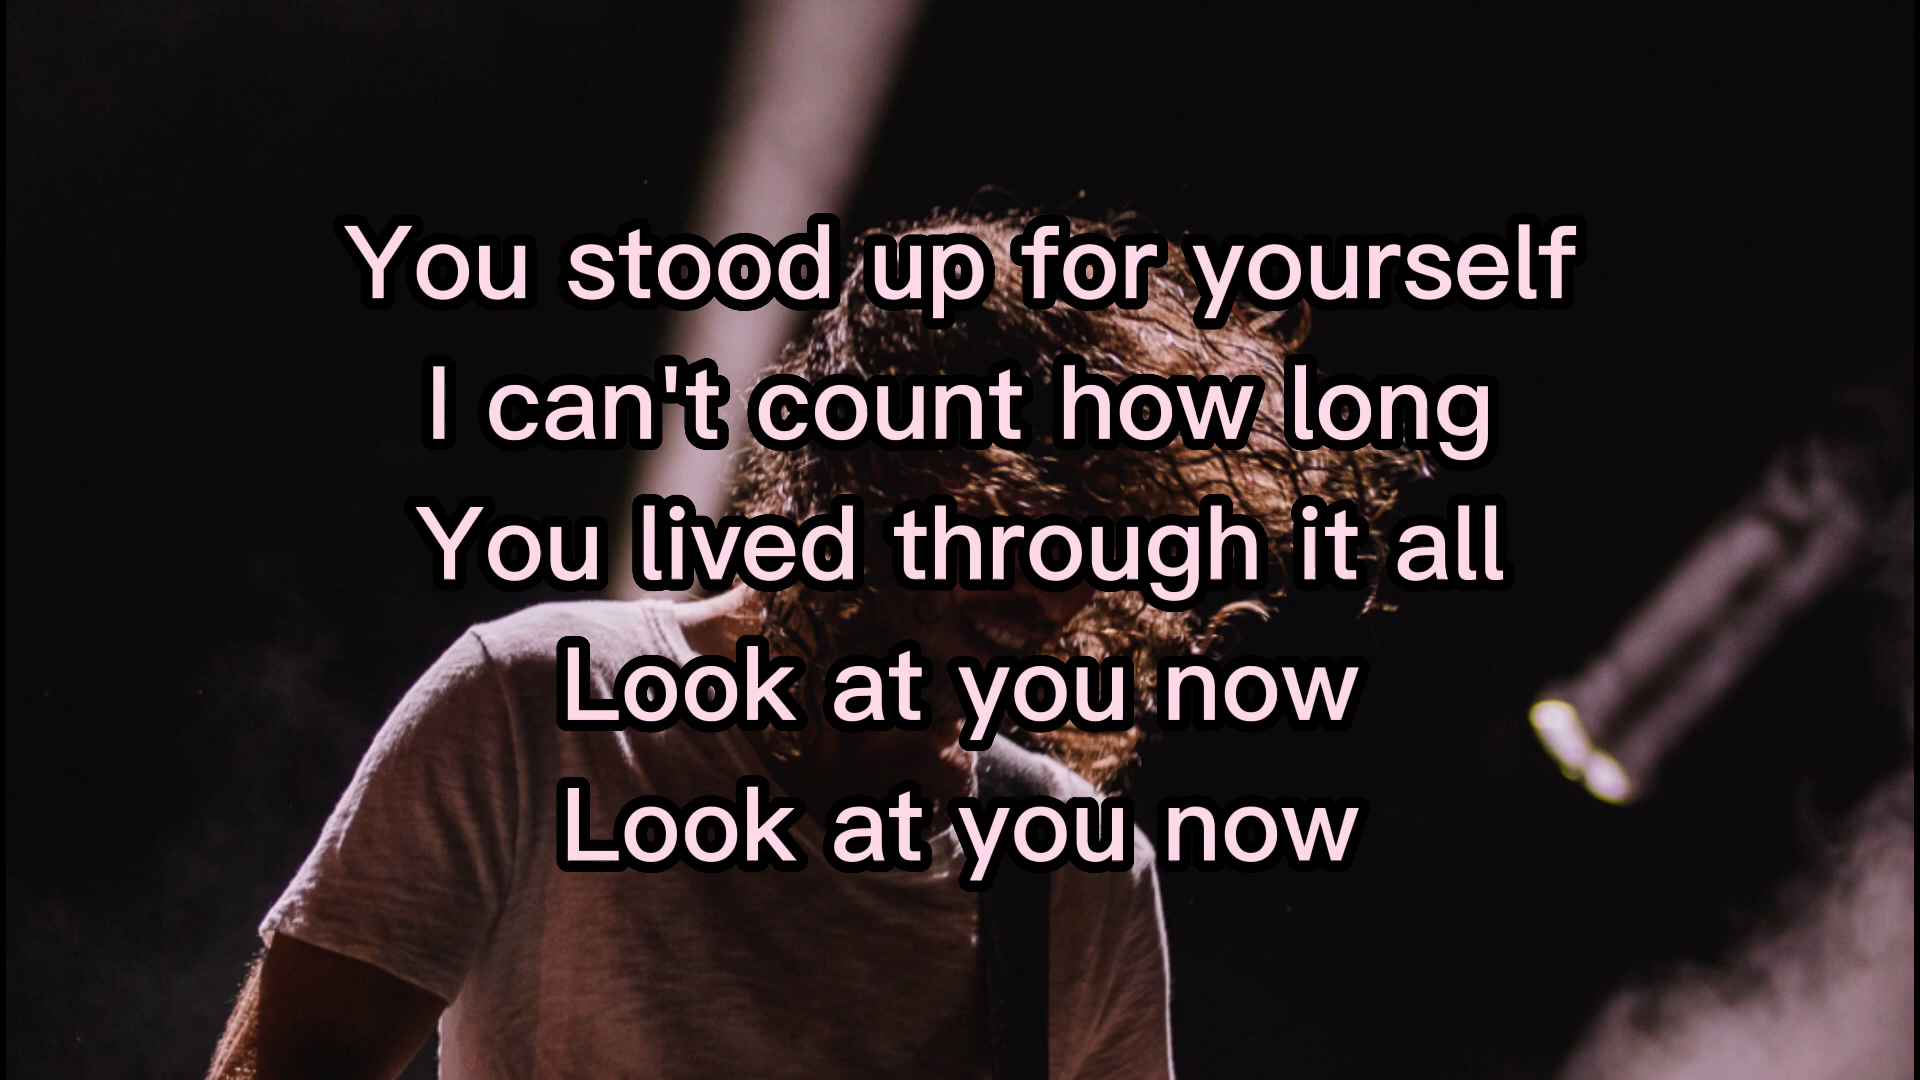 You stood up for yourself
I can't count how long
You lived through it all
Look at you now
Look at you now